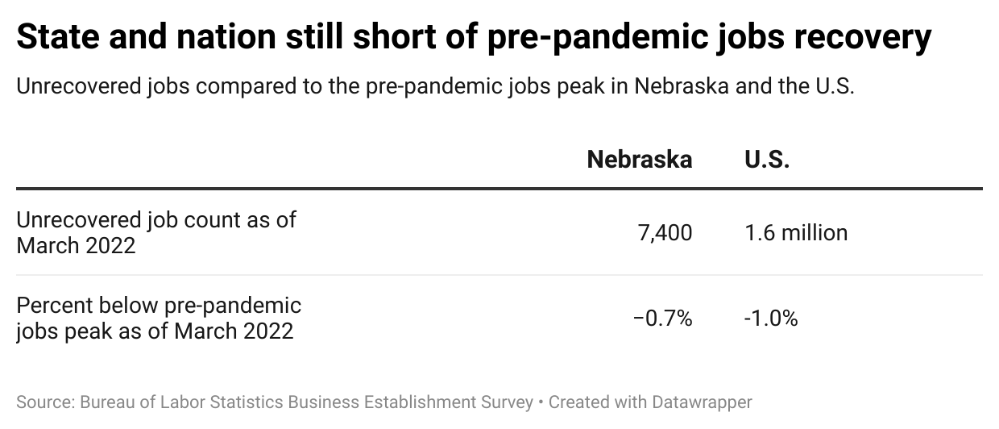 State and nation still short of pre-pandemic jobs recovery
Unrecovered jobs compared to the pre-pandemic jobs peak in Nebraska and the U.S.
Nebraska U.S.
Unrecovered job count as of
March 2022
7,400 1.6 million
Percent below pre-pandemic
jobs peak as of March 2022
−0.7% -1.0%
Source: Bureau of Labor Statistics Business Establishment Survey • Created with Datawrapper